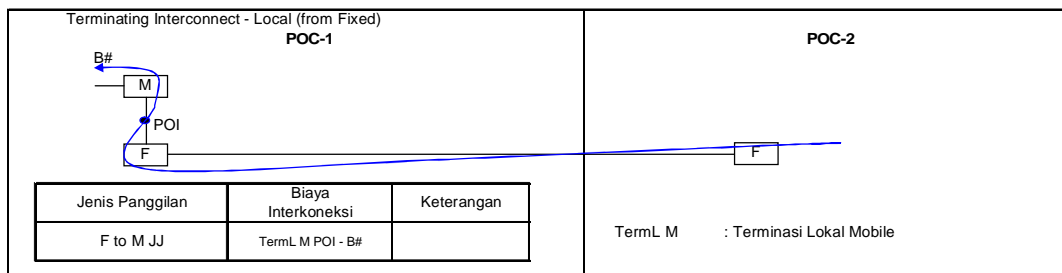 Terminating Interconnect - Local (from Fixed)
POC-1
POC-2
B#
M
POI
F
F
Jenis Panggilan
Biaya
Interkoneksi
Keterangan
F to M JJ
TermL M POI - B#
TermL M : Terminasi Lokal Mobile